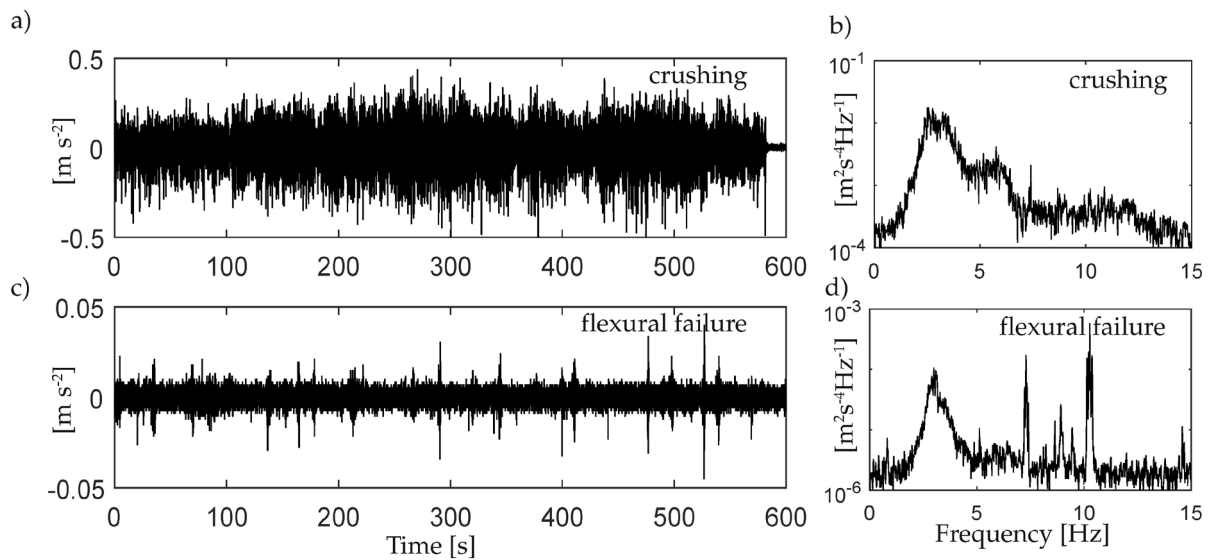 a)
0.5
0
-0.5
[m s-2]
crushing
0 100 200 300 400 500 600
b)
10-1
10-4
[m2s-4Hz-1]
crushing
0 5 10 15
c)
0.05
0
-0.05
[m s-2]
flexural failure
0 100 200 300 400 500 600
Time [s]
d)
10-3
10-6
[m2s-4Hz-1]
flexural failure
0 5 10 15
Frequency [Hz]